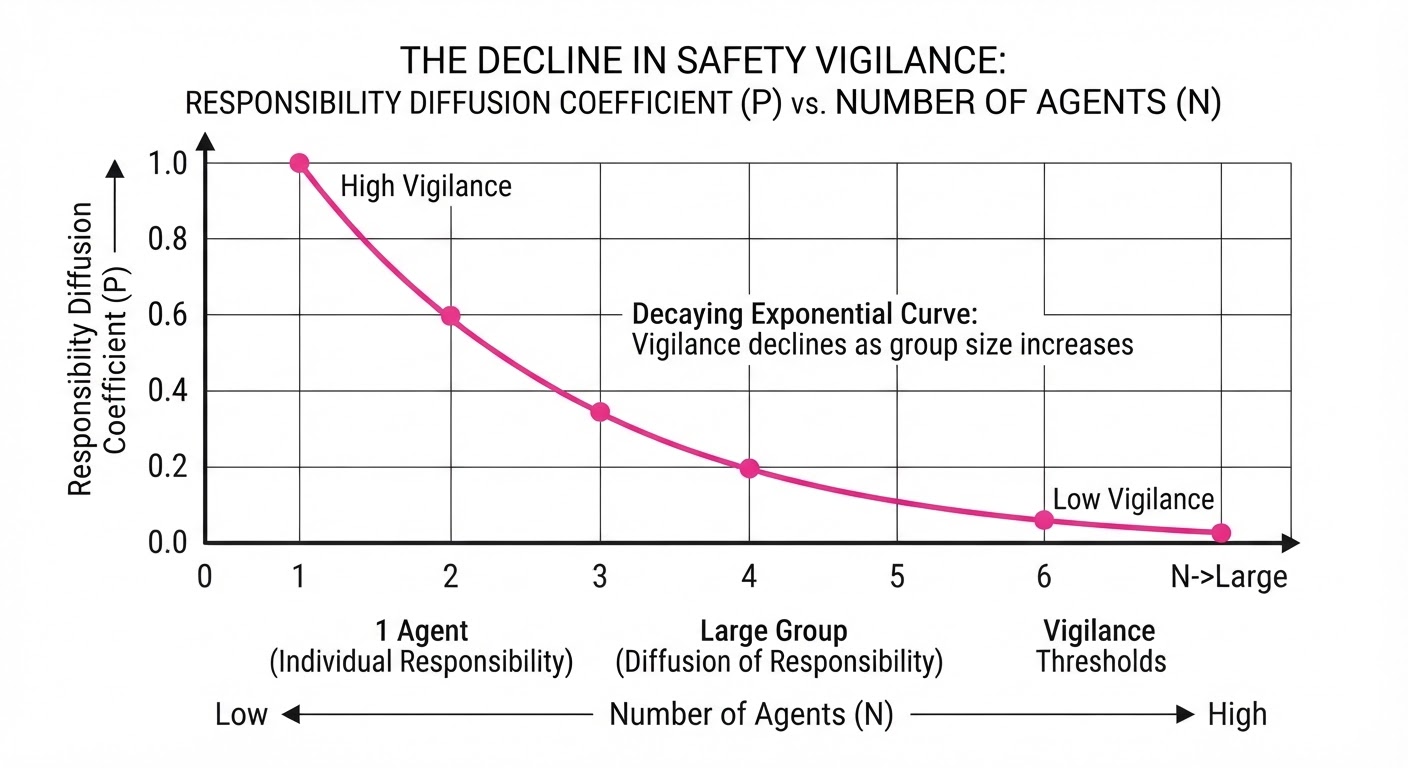 THE DECLINE IN SAFETY VIGILANCE:
RESPONSIBILITY DIFFUSION COEFFICIENT (P) vs. NUMBER OF AGENTS (N)
Responsibility Diffusion
Coefficient (P)
1.0
0.8
0.6
0.4
0.2
0.0
High Vigilance
Decaying Exponential Curve:
Vigilance declines as group size increases
Low Vigilance
0 1 2 3 4 5 6 N->Large
1 Agent
(Individual Responsibility)
Large Group
(Diffusion of Responsibility)
Vigilance
Thresholds
Low Number of Agents (N) High